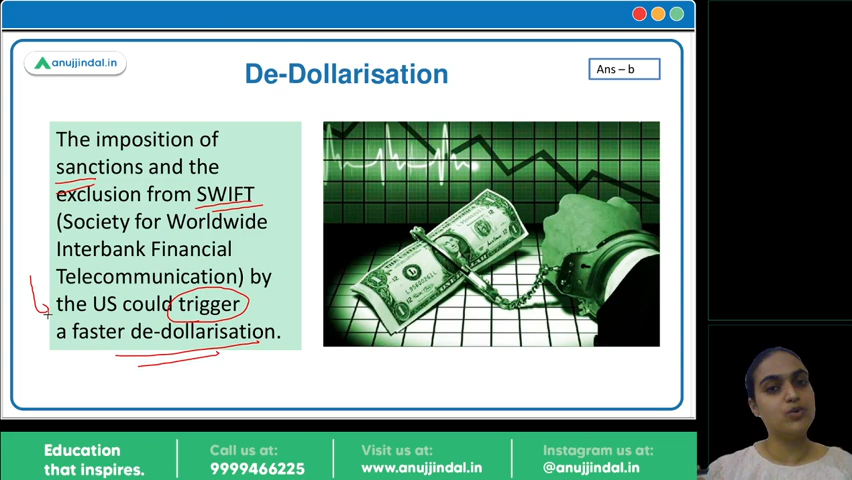 anujjindal.in
De-Dollarisation
Ans – b
The imposition of
sanctions and the
exclusion from SWIFT
(Society for Worldwide
Interbank Financial
Telecommunication) by
the US could trigger
a faster de-dollarisation.
Education
that inspires.
Call us at:
9999466225
Visit us at:
www.anujjindal.in
Instagram us at:
@anujjindal.in